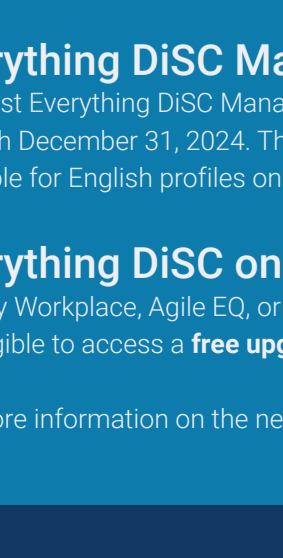 rything DiSC Ma
st Everything DiSC Mana
h December 31, 2024. Th
le for English profiles on
rything DiSC on
y Workplace, Agile EQ, or
gible to access a free upg
ore information on the ne